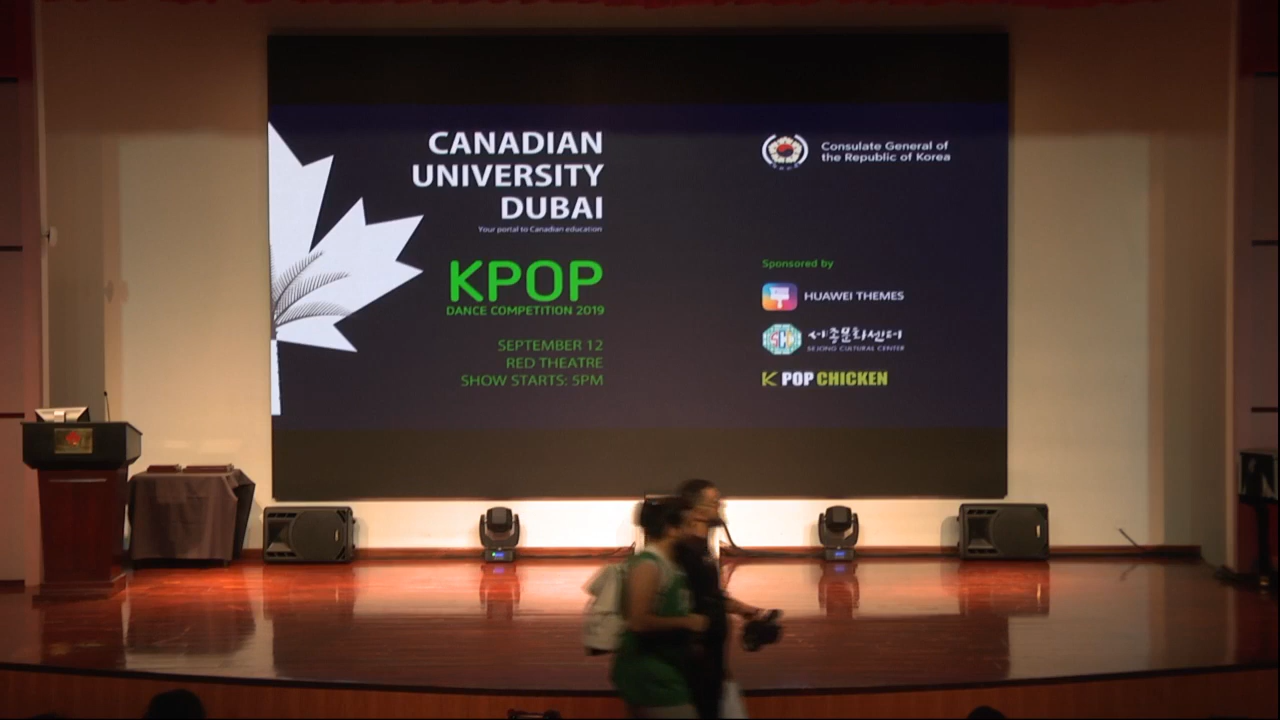 CANADIAN
UNIVERSITY
DUBAI
Your portal to Canadian education
KPOP
DANCE COMPETITION 2019
SEPTEMBER 12
RED THEATRE
SHOW STARTS: 5PM
Consulate General of
the Republic of Korea
Sponsored by
HUAWEI THEMES
세종문화센터
SEJONG CULTURAL CENTER
K POP CHICKEN